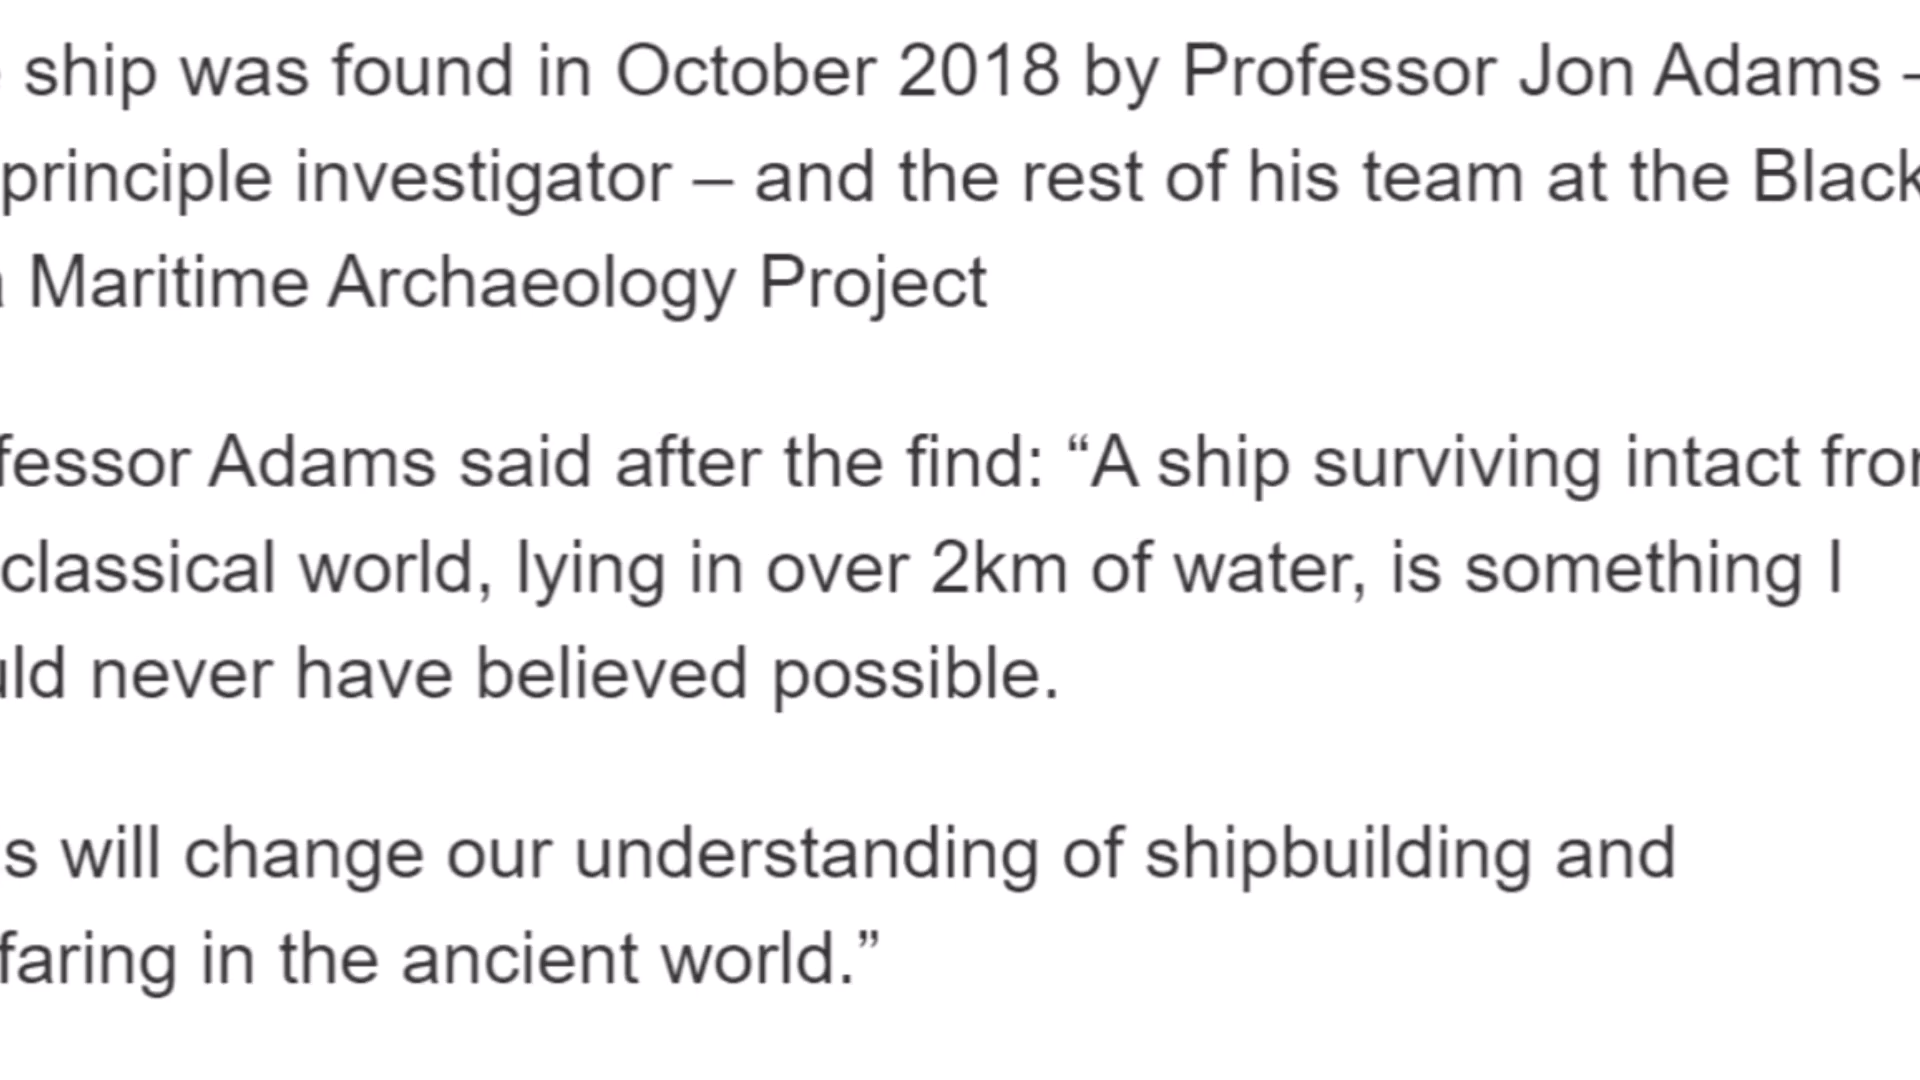 ship was found in October 2018 by Professor Jon Adams –
principle investigator – and the rest of his team at the Black
Maritime Archaeology Project
fessor Adams said after the find: “A ship surviving intact from
classical world, lying in over 2km of water, is something I
uld never have believed possible.
s will change our understanding of shipbuilding and
faring in the ancient world.”